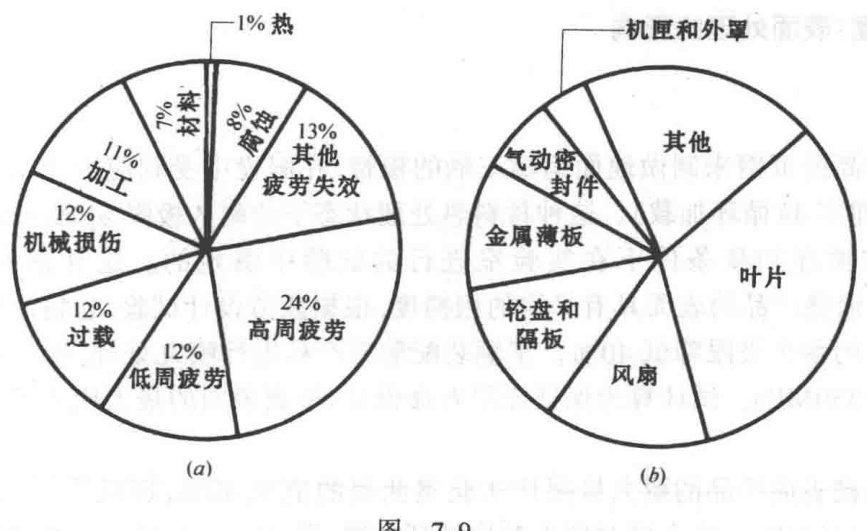 1% 热
7% 材料
8% 腐蚀
13%
其他
疲劳失效
11%
加工
12%
机械损伤
12%
过载
12%
低周疲劳
24%
高周疲劳
(a)
机匣和外罩
其他
气动密
封件
金属薄板
叶片
轮盘和
隔板
风扇
(b)
图 7-9